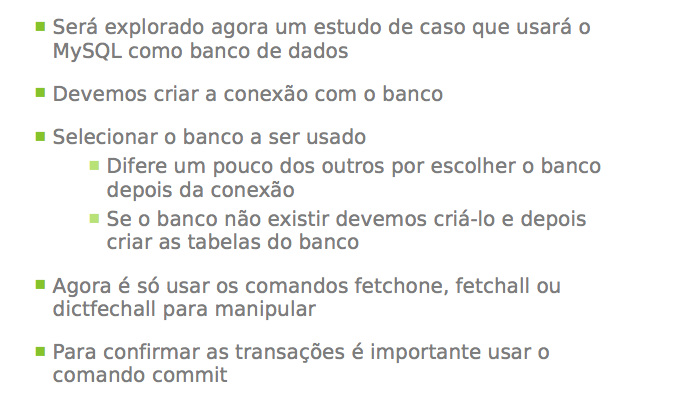 Será explorado agora um estudo de caso que usará o
MySQL como banco de dados
Devemos criar a conexão com o banco
Selecionar o banco a ser usado
Difere um pouco dos outros por escolher o banco
depois da conexão
Se o banco não existir devemos criá-lo e depois
criar as tabelas do banco
Agora é só usar os comandos fetchone, fetchall ou
dictfechall para manipular
Para confirmar as transações é importante usar o
comando commit